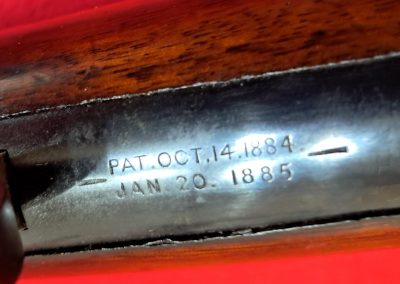 — PAT. OCT. 14. 1884. —
JAN. 20. 1885